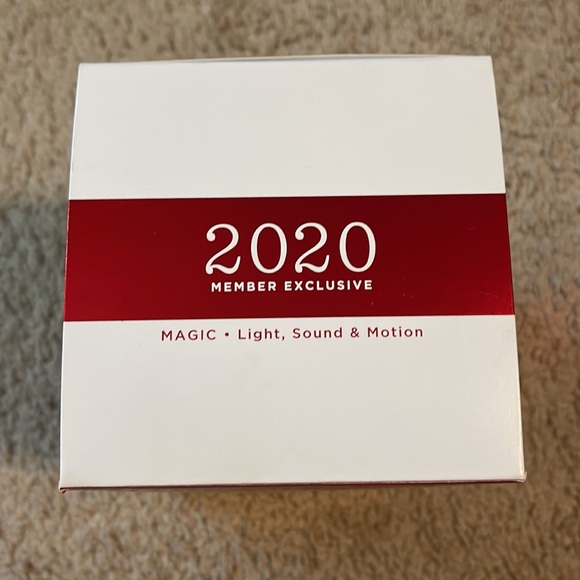 2020
MEMBER EXCLUSIVE
MAGIC • Light, Sound & Motion